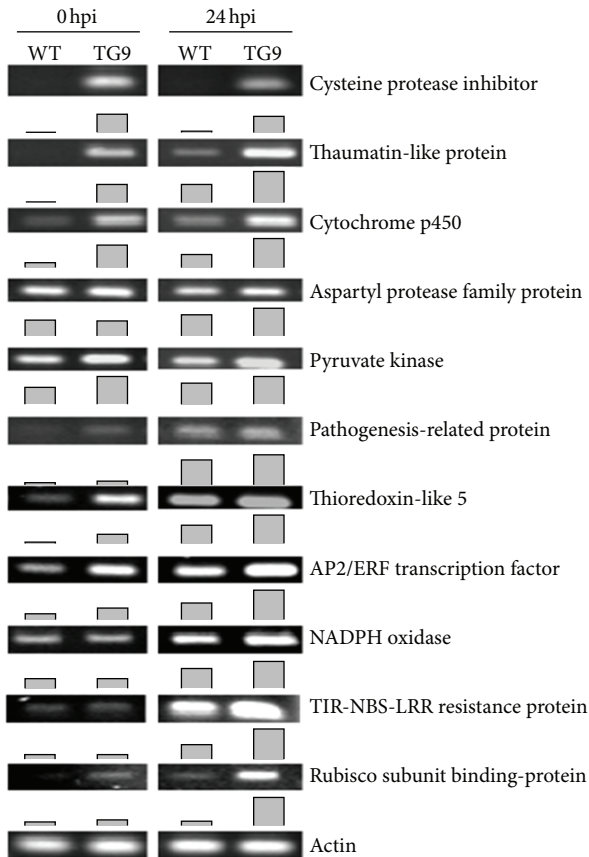 0 hpi 24 hpi
WT TG9 WT TG9
Cysteine protease inhibitor
Thaumatin-like protein
Cytochrome p450
Aspartyl protease family protein
Pyruvate kinase
Pathogenesis-related protein
Thioredoxin-like 5
AP2/ERF transcription factor
NADPH oxidase
TIR-NBS-LRR resistance protein
Rubisco subunit binding-protein
Actin